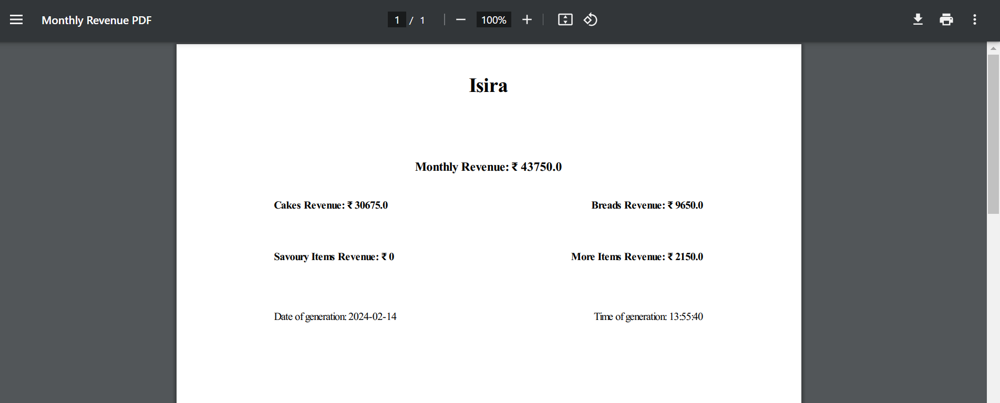 Monthly Revenue PDF
1 / 1
100%
Isira
Monthly Revenue: ₹ 43750.0
Cakes Revenue: ₹ 30675.0 Breads Revenue: ₹ 9650.0
Savoury Items Revenue: ₹ 0 More Items Revenue: ₹ 2150.0
Date of generation: 2024-02-14 Time of generation: 13:55:40